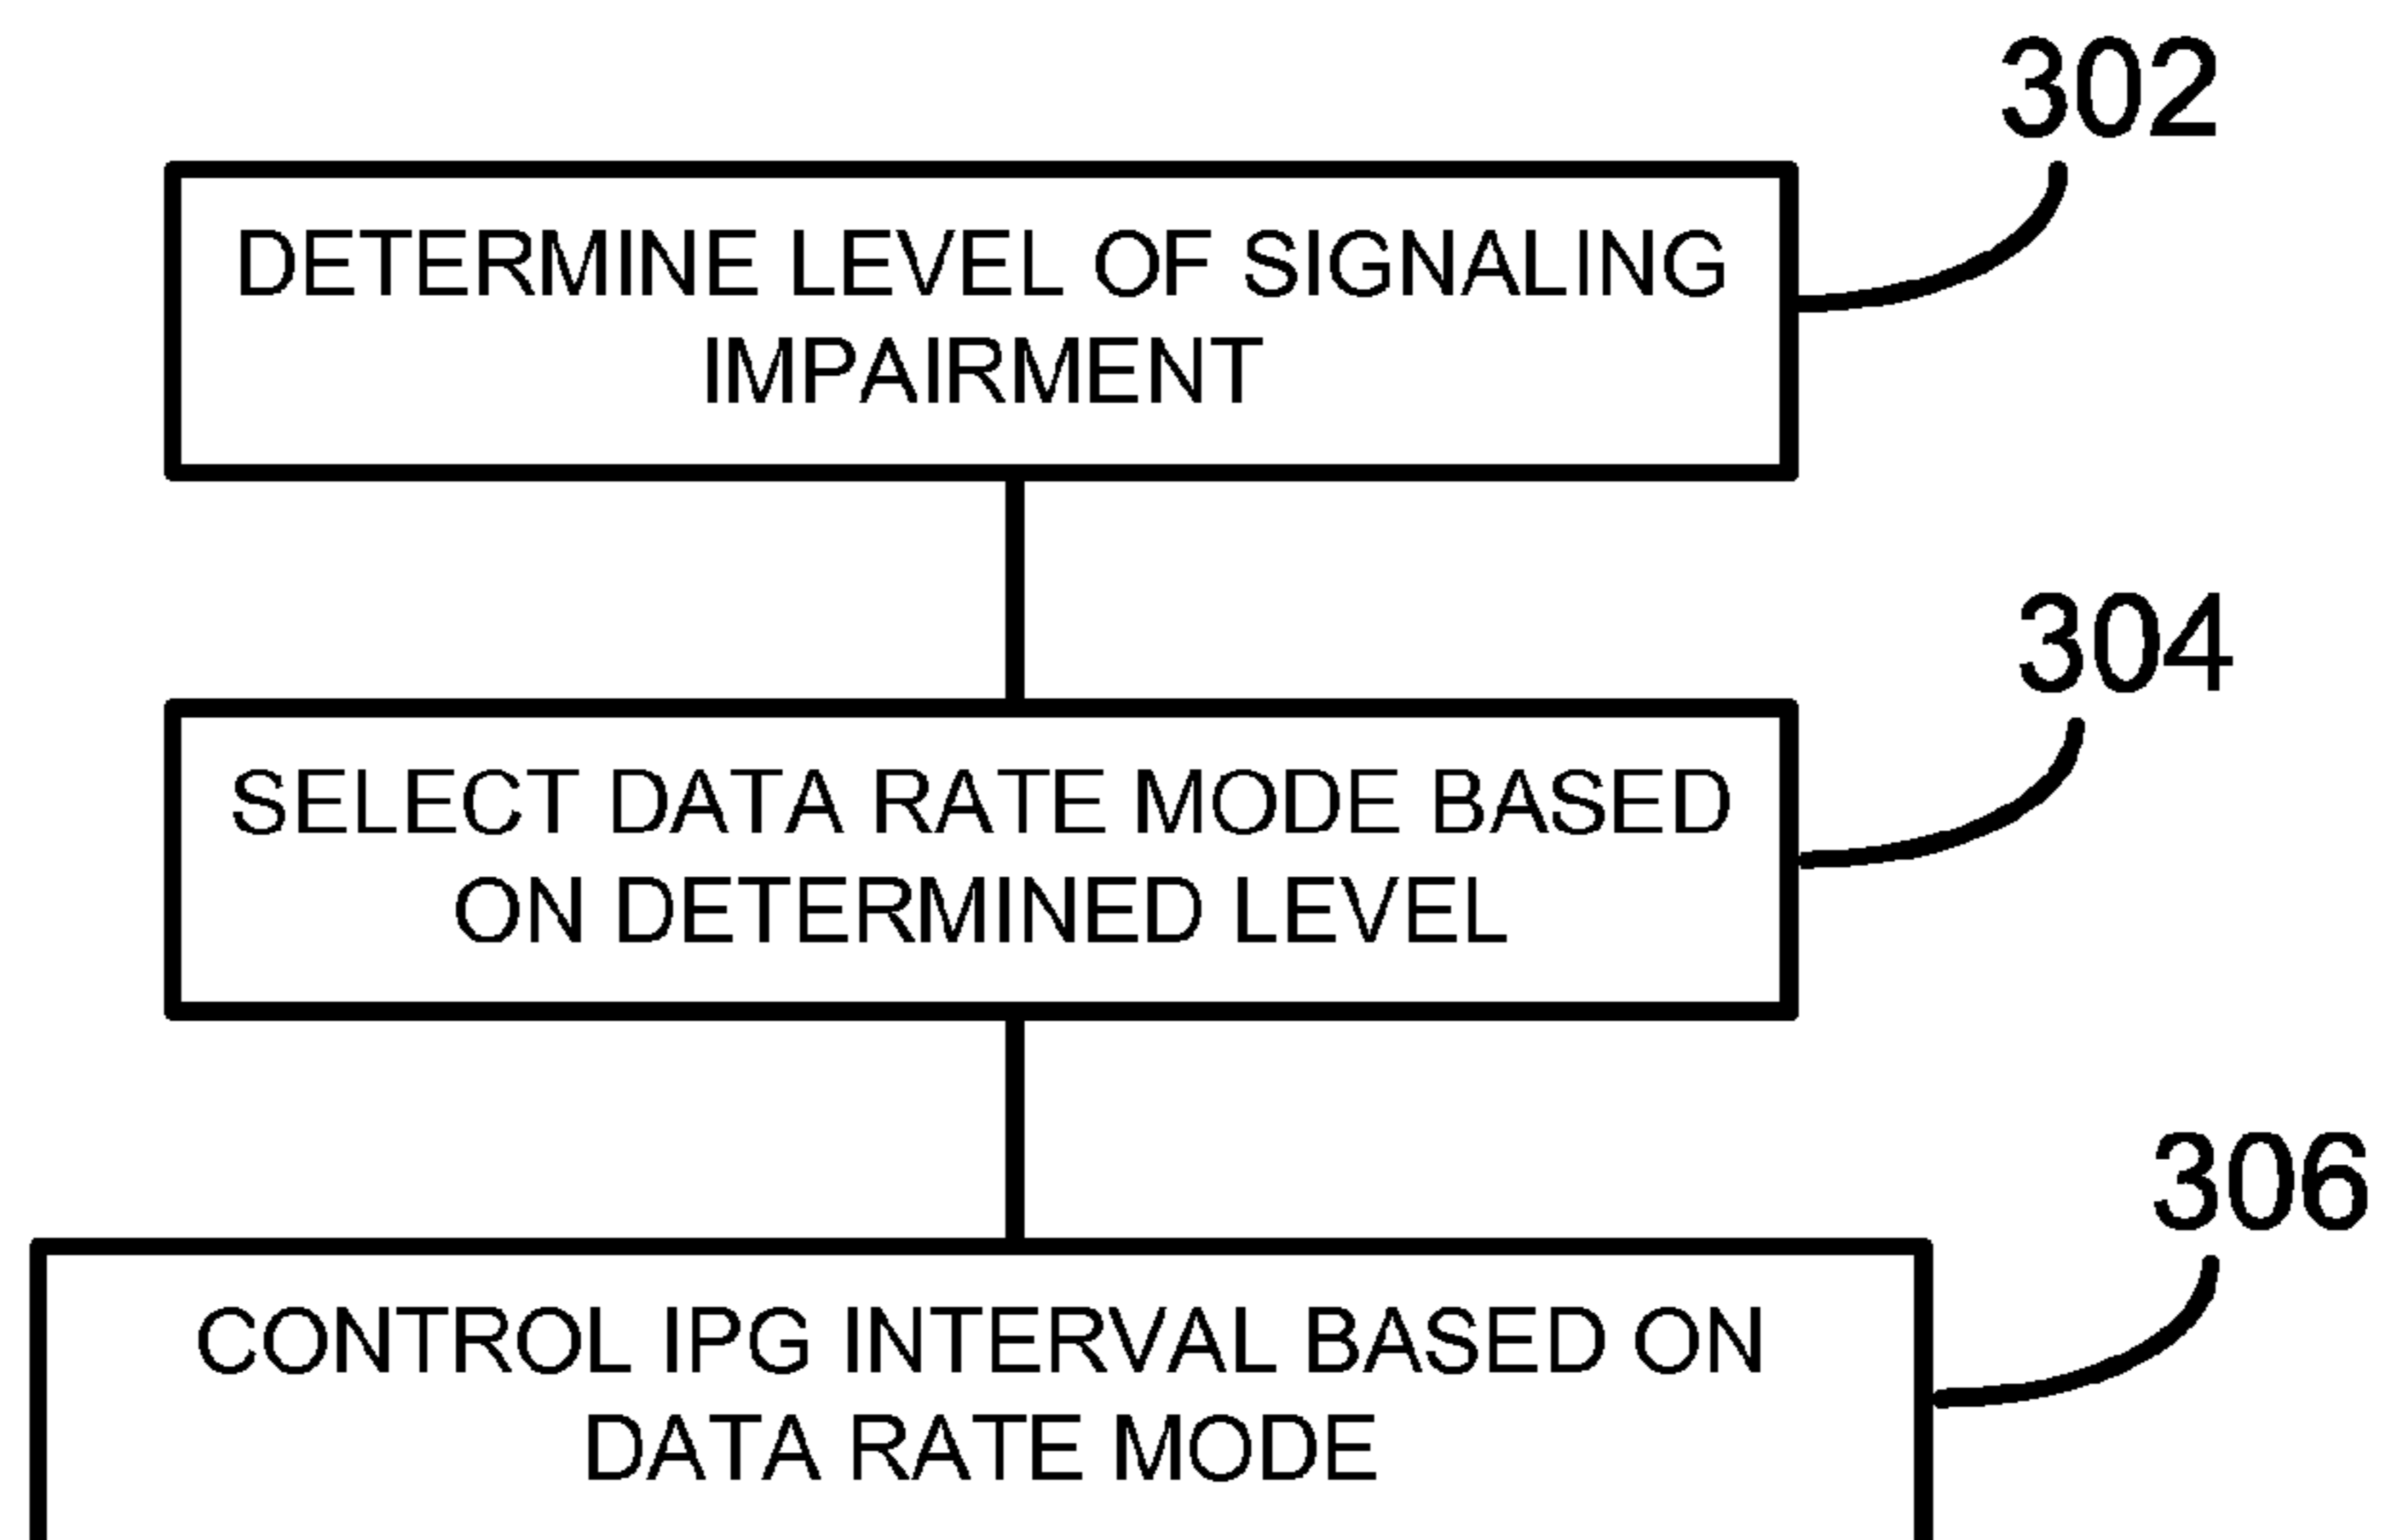 302
DETERMINE LEVEL OF SIGNALING
IMPAIRMENT
304
SELECT DATA RATE MODE BASED
ON DETERMINED LEVEL
306
CONTROL IPG INTERVAL BASED ON
DATA RATE MODE